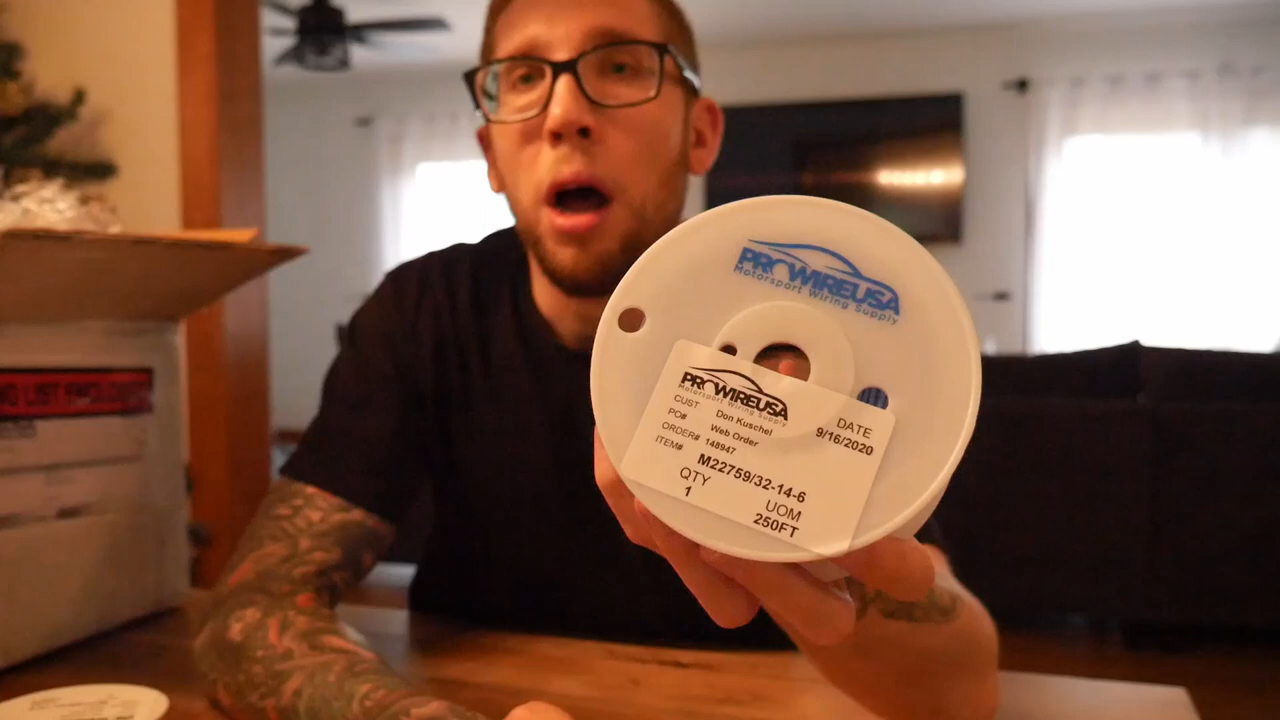 PROWIREUSA
Motorsport Wiring Supply
PROWIREUSA
Motorsport Wiring Supply
CUST Don Kuschel
PO# Web Order
ORDER# 148947
DATE
9/16/2020
ITEM# M22759/32-14-6
QTY
1
UOM
250FT